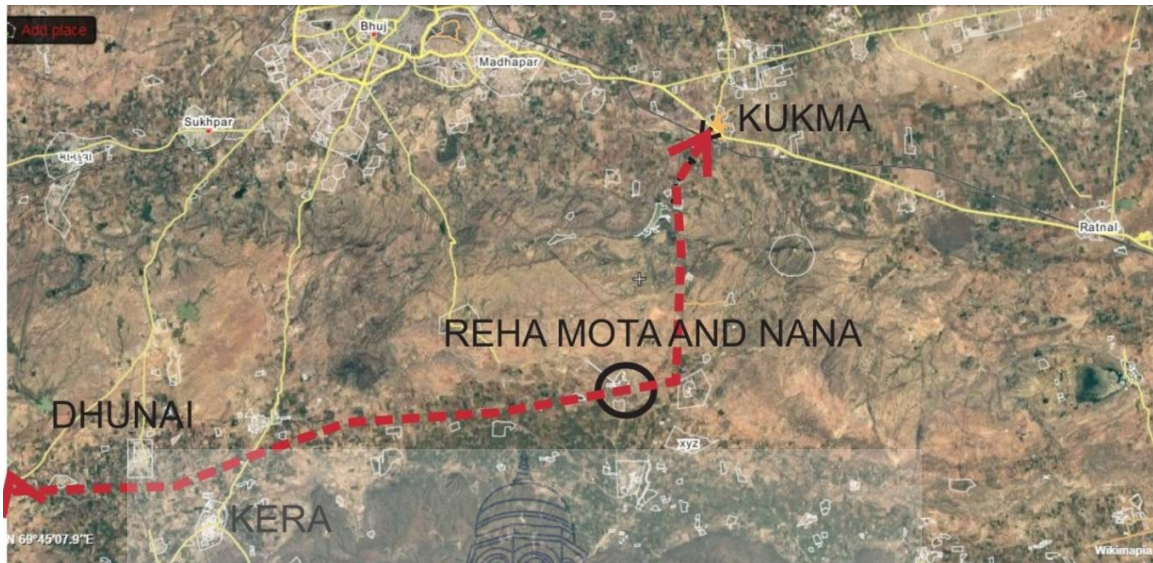 Add place
Bhuj
Madhapar
KUKMA
Sukhpar
Ratnal
REHA MOTA AND NANA
DHUNAI
xyz
KERA
N 69°45'07.9"E
Wikimapia